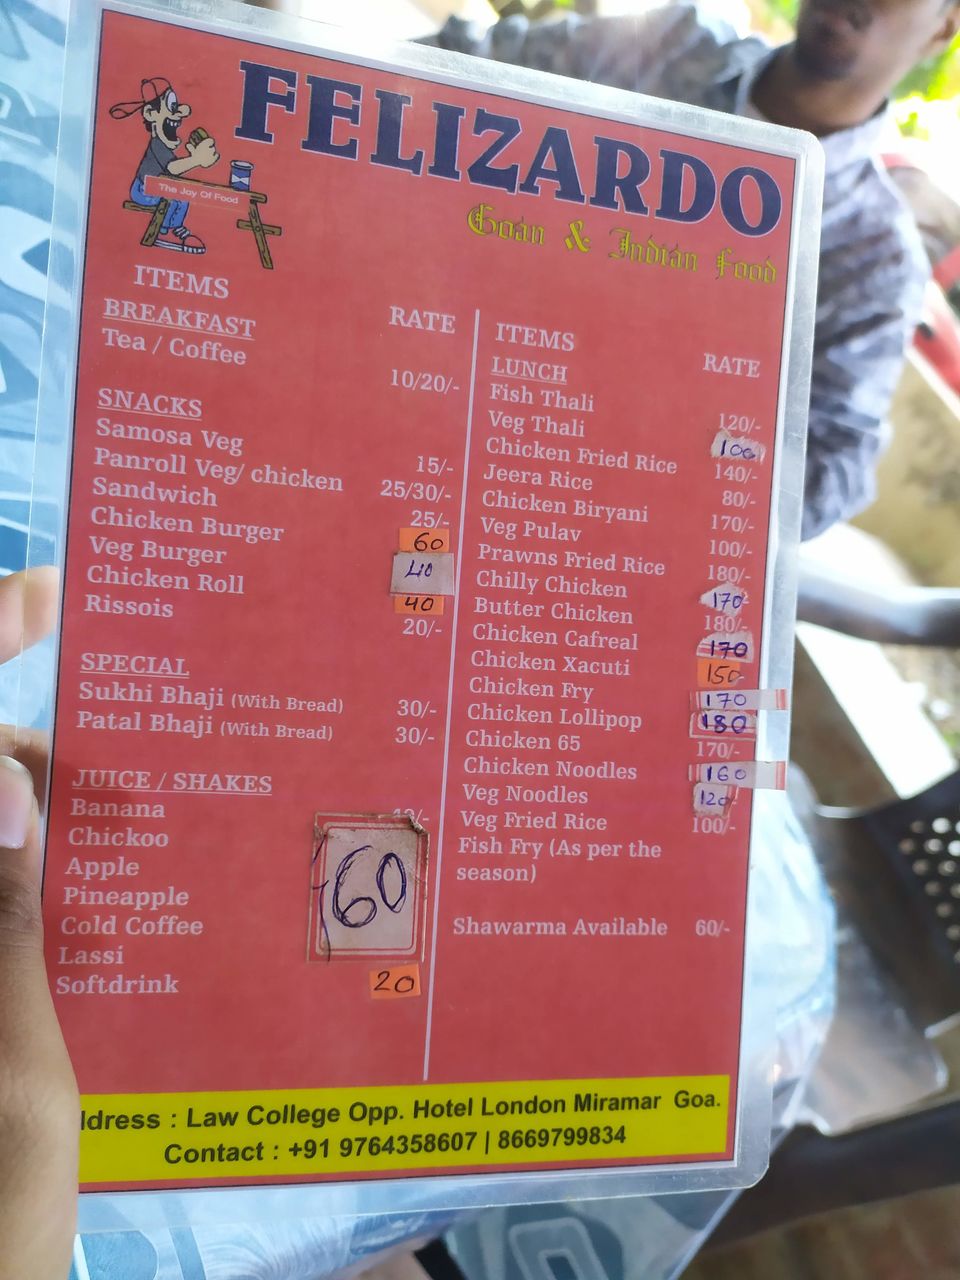 FELIZARDO
Goan & Indian Food
The Joy Of Food
ITEMS RATE
BREAKFAST
Tea / Coffee 10/20/-
SNACKS
Samosa Veg 15/-
Panroll Veg/ chicken 25/30/-
Sandwich 25/-
Chicken Burger 60
Veg Burger 40
Chicken Roll 40
Rissois 20/-
SPECIAL
Sukhi Bhaji (With Bread) 30/-
Patal Bhaji (With Bread) 30/-
JUICE / SHAKES
Banana
Chickoo
Apple
Pineapple 60
Cold Coffee
Lassi
Softdrink 20
ITEMS RATE
LUNCH
Fish Thali 120/-
Veg Thali 100
Chicken Fried Rice 140/-
Jeera Rice 80/-
Chicken Biryani 170/-
Veg Pulav 100/-
Prawns Fried Rice 180/-
Chilly Chicken 170/-
Butter Chicken 180/-
Chicken Cafreal 170
Chicken Xacuti 150
Chicken Fry 170
Chicken Lollipop 180
Chicken 65 170/-
Chicken Noodles 160
Veg Noodles 120
Veg Fried Rice 100/-
Fish Fry (As per the
season)
Shawarma Available 60/-
ddress : Law College Opp. Hotel London Miramar Goa.
Contact : +91 9764358607 | 8669799834